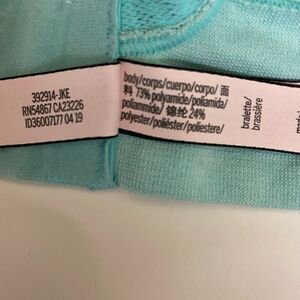 392914-JKE
RN54867 CA23226
ID36007177 04 19
body/corps/cuerpo/corpo/ 面
料 73% polyamide/poliamida/
poliammide/ 锦纶 24%
polyester/poliéster/poliestere/
bralette/
brassière